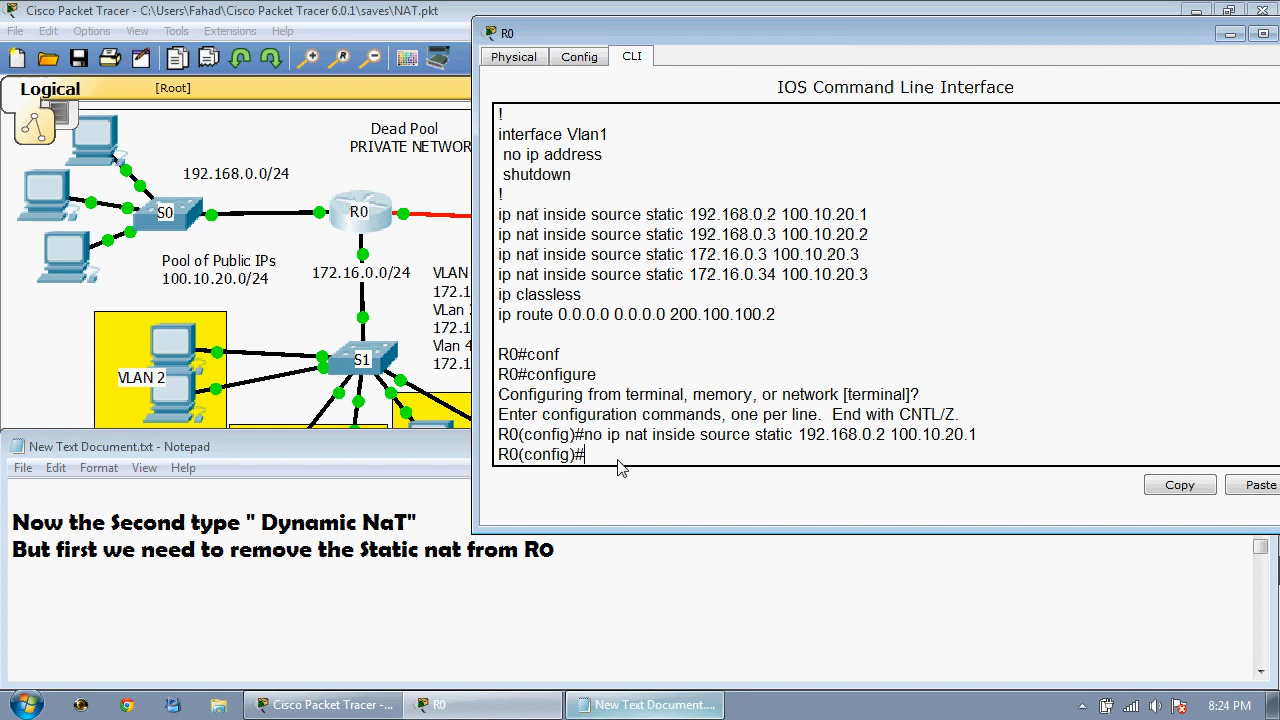 Cisco Packet Tracer - C:\Users\Fahad\Cisco Packet Tracer 6.0.1\saves\NAT.pkt
File Edit Options View Tools Extensions Help
Logical
[Root]
Dead Pool
PRIVATE NETWOR
192.168.0.0/24
S0
R0
Pool of Public IPs
100.10.20.0/24
172.16.0.0/24
VLAN
172.1
VLan
172.1
Vlan 4
172.1
VLAN 2
S1
R0
Physical Config CLI
IOS Command Line Interface
!
interface Vlan1
no ip address
shutdown
!
ip nat inside source static 192.168.0.2 100.10.20.1
ip nat inside source static 192.168.0.3 100.10.20.2
ip nat inside source static 172.16.0.3 100.10.20.3
ip nat inside source static 172.16.0.34 100.10.20.3
ip classless
ip route 0.0.0.0 0.0.0.0 200.100.100.2
R0#conf
R0#configure
Configuring from terminal, memory, or network [terminal]?
Enter configuration commands, one per line. End with CNTL/Z.
R0(config)#no ip nat inside source static 192.168.0.2 100.10.20.1
R0(config)#
Copy Paste
New Text Document.txt - Notepad
File Edit Format View Help
Now the Second type " Dynamic NaT"
But first we need to remove the Static nat from R0
Cisco Packet Tracer -... R0 New Text Document.... 8:24 PM